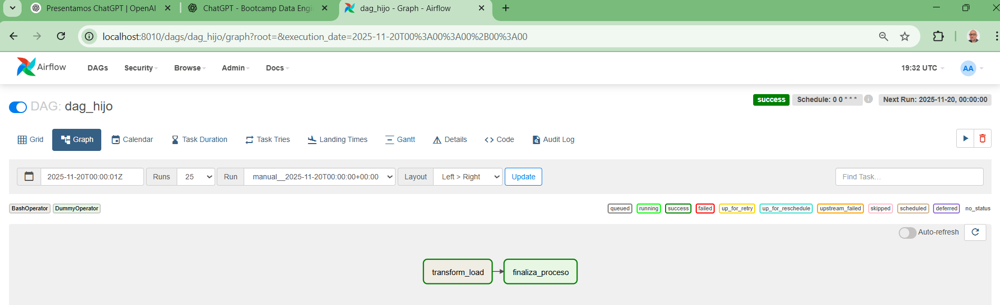 Presentamos ChatGPT | OpenAI
ChatGPT - Bootcamp Data Engi
dag_hijo - Graph - Airflow
localhost:8010/dags/dag_hijo/graph?root=&execution_date=2025-11-20T00%3A00%3A00%2B00%3A00
Airflow DAGs Security Browse Admin Docs 19:32 UTC AA
DAG: dag_hijo success Schedule: 0 0 * * * i Next Run: 2025-11-20, 00:00:00
Grid Graph Calendar Task Duration Task Tries Landing Times Gantt Details <> Code Audit Log
2025-11-20T00:00:01Z Runs 25 Run manual__2025-11-20T00:00:00+00:00 Layout Left > Right Update Find Task...
BashOperator DummyOperator queued running success failed up_for_retry up_for_reschedule upstream_failed skipped scheduled deferred no_status
Auto-refresh
transform_load finaliza_proceso